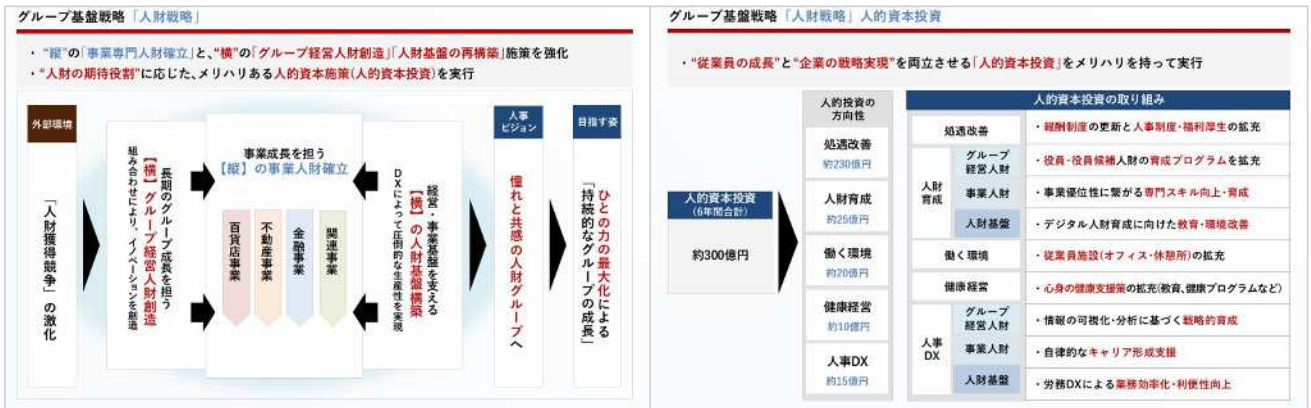 グループ基盤戦略「人財戦略」
・ “縦”の「事業専門人財確立」と、“横”の「グループ経営人財創造」「人財基盤の再構築」施策を強化
・ “人財の期待役割”に応じた、メリハリある人的資本施策(人的資本投資)を実行
外部環境
「人財獲得競争」の激化
長期のグループ成長を担う
【横】グループ経営人財創造
組み合わせにより、イノベーションを創造
事業成長を担う
【縦】の事業人財確立
百貨店事業
不動産事業
金融事業
関連事業
経営・事業基盤を支える
【横】の人財基盤構築
DXによって圧倒的な生産性を実現
人事
ビジョン
憧れと共感の人財グループへ
目指す姿
ひとの力の最大化による
「持続的なグループの成長」
グループ基盤戦略「人財戦略」人的資本投資
・“従業員の成長”と“企業の戦略実現”を両立させる「人的資本投資」をメリハリを持って実行
人的資本投資
(6年間合計)
約300億円
人的投資の
方向性
処遇改善
約230億円
人財育成
約25億円
働く環境
約20億円
健康経営
約10億円
人事DX
約15億円
人的資本投資の取り組み
処遇改善
・報酬制度の更新と人事制度・福利厚生の拡充
人財
育成
グループ
経営人財
・役員・役員候補人財の育成プログラムを拡充
事業人財
・事業優位性に繋がる専門スキル向上・育成
人財基盤
・デジタル人財育成に向けた教育・環境改善
働く環境
・従業員施設(オフィス・休憩所)の拡充
健康経営
・心身の健康支援策の拡充(教育、健康プログラムなど)
人事
DX
グループ
経営人財
・情報の可視化・分析に基づく戦略的育成
事業人財
・自律的なキャリア形成支援
人財基盤
・労務DXによる業務効率化・利便性向上